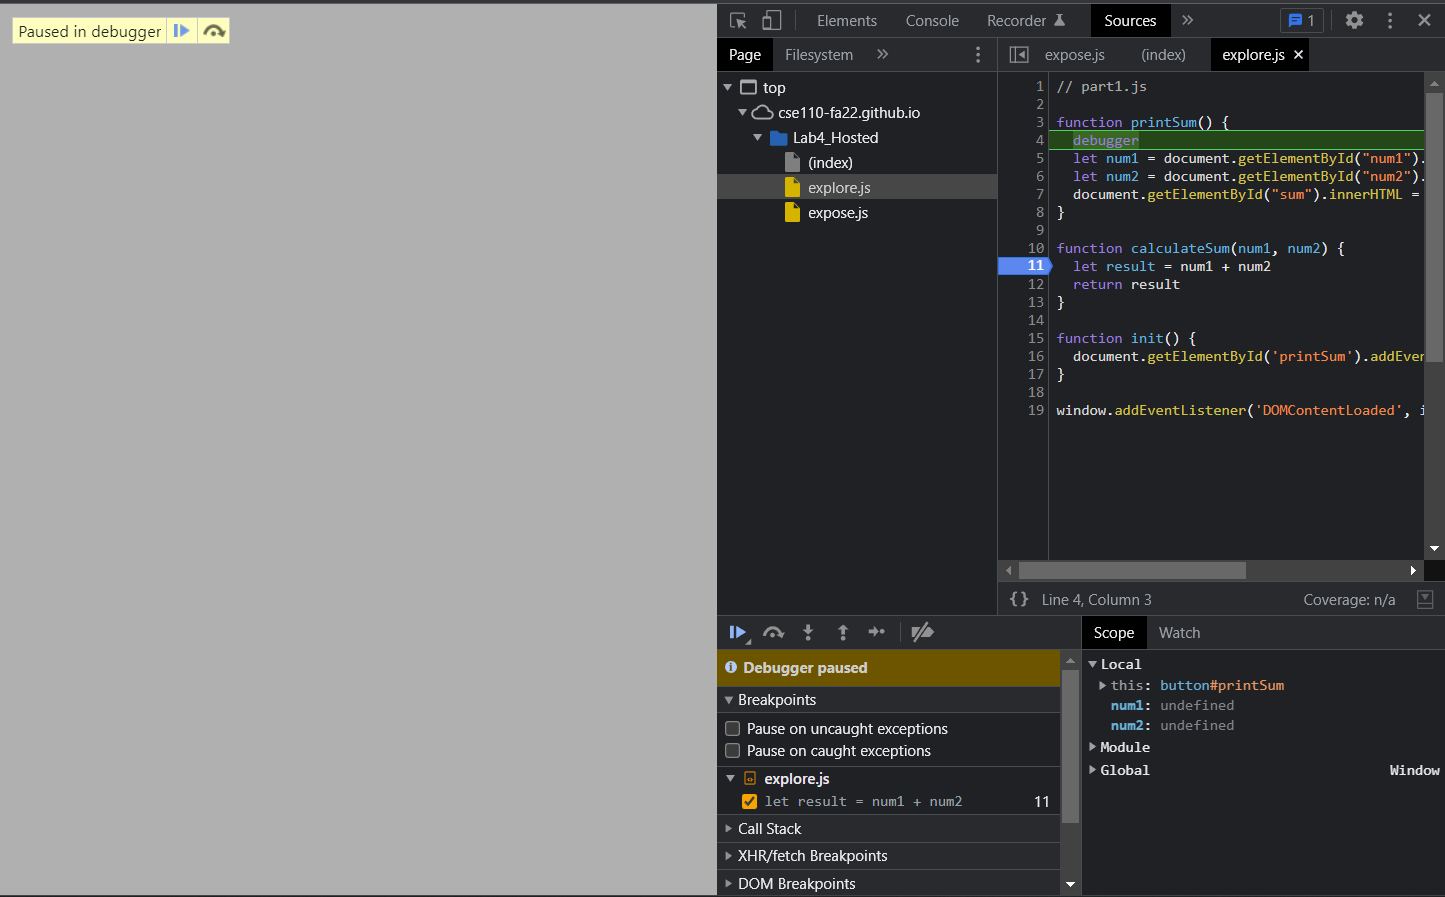 Paused in debugger
Elements Console Recorder Sources » 1
Page Filesystem »
top
cse110-fa22.github.io
Lab4_Hosted
(index)
explore.js
expose.js
expose.js (index) explore.js ×
1 // part1.js
2
3 function printSum() {
4 debugger
5 let num1 = document.getElementById("num1").
6 let num2 = document.getElementById("num2").
7 document.getElementById("sum").innerHTML =
8 }
9
10 function calculateSum(num1, num2) {
11 let result = num1 + num2
12 return result
13 }
14
15 function init() {
16 document.getElementById('printSum').addEven
17 }
18
19 window.addEventListener('DOMContentLoaded', i
{} Line 4, Column 3 Coverage: n/a
Debugger paused
Breakpoints
Pause on uncaught exceptions
Pause on caught exceptions
explore.js
let result = num1 + num2 11
Call Stack
XHR/fetch Breakpoints
DOM Breakpoints
Scope Watch
Local
this: button#printSum
num1: undefined
num2: undefined
Module
Global Window